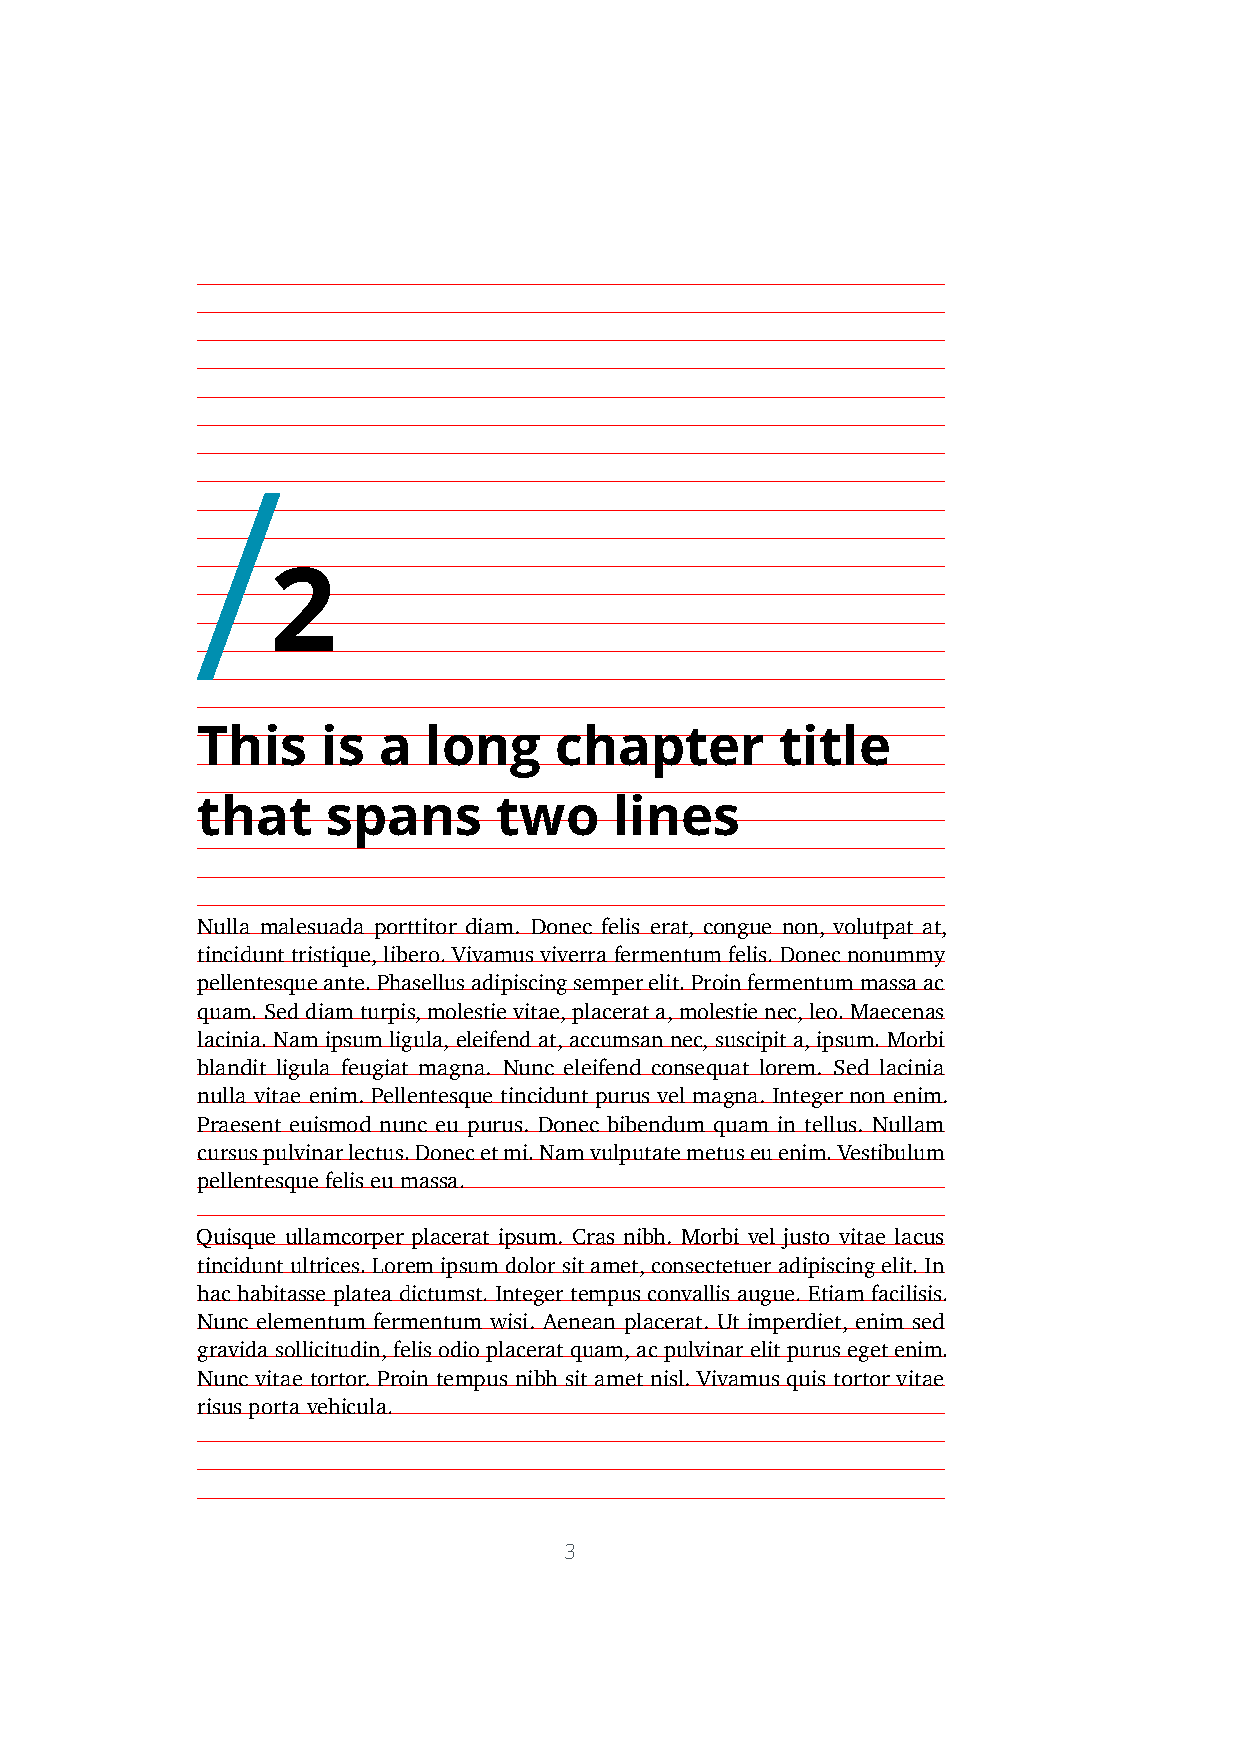 /2
This is a long chapter title
that spans two lines
Nulla malesuada porttitor diam. Donec felis erat, congue non, volutpat at,
tincidunt tristique, libero. Vivamus viverra fermentum felis. Donec nonummy
pellentesque ante. Phasellus adipiscing semper elit. Proin fermentum massa ac
quam. Sed diam turpis, molestie vitae, placerat a, molestie nec, leo. Maecenas
lacinia. Nam ipsum ligula, eleifend at, accumsan nec, suscipit a, ipsum. Morbi
blandit ligula feugiat magna. Nunc eleifend consequat lorem. Sed lacinia
nulla vitae enim. Pellentesque tincidunt purus vel magna. Integer non enim.
Praesent euismod nunc eu purus. Donec bibendum quam in tellus. Nullam
cursus pulvinar lectus. Donec et mi. Nam vulputate metus eu enim. Vestibulum
pellentesque felis eu massa.
Quisque ullamcorper placerat ipsum. Cras nibh. Morbi vel justo vitae lacus
tincidunt ultrices. Lorem ipsum dolor sit amet, consectetuer adipiscing elit. In
hac habitasse platea dictumst. Integer tempus convallis augue. Etiam facilisis.
Nunc elementum fermentum wisi. Aenean placerat. Ut imperdiet, enim sed
gravida sollicitudin, felis odio placerat quam, ac pulvinar elit purus eget enim.
Nunc vitae tortor. Proin tempus nibh sit amet nisl. Vivamus quis tortor vitae
risus porta vehicula.
3